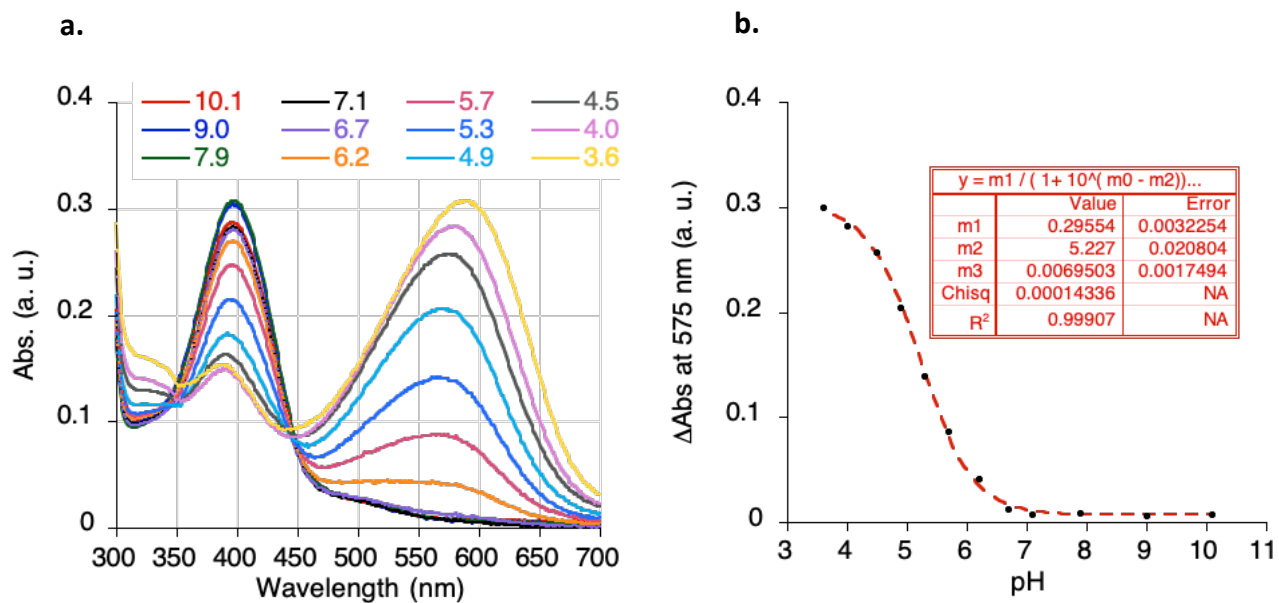 a.
0.4
0.3
0.2
0.1
0
Abs. (a. u.)
10.1 7.1 5.7 4.5
9.0 6.7 5.3 4.0
7.9 6.2 4.9 3.6
300 350 400 450 500 550 600 650 700
Wavelength (nm)
b.
0.4
0.3
0.2
0.1
0
ΔAbs at 575 nm (a. u.)
y = m1 / ( 1+ 10^( m0 - m2))...
Value Error
m1 0.29554 0.0032254
m2 5.227 0.020804
m3 0.0069503 0.0017494
Chisq 0.00014336 NA
R² 0.99907 NA
3 4 5 6 7 8 9 10 11
pH